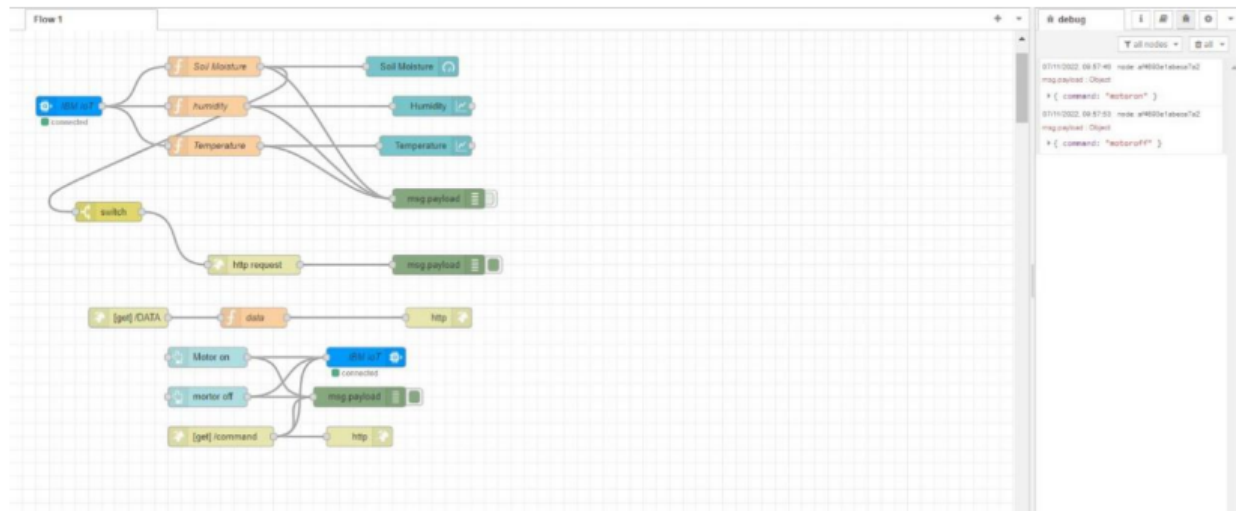 Flow 1
debug
all nodes
all
Soil Moisture
Soil Moisture
IBM IoT
humidity
Humidity
connected
Temperature
Temperature
msg.payload
switch
http request
msg.payload
[get] /DATA
data
http
Motor on
IBM IoT
connected
mortor off
msg.payload
[get] /command
http
msg.payload : Object
{ command: "motoron" }
msg.payload : Object
{ command: "motoroff" }